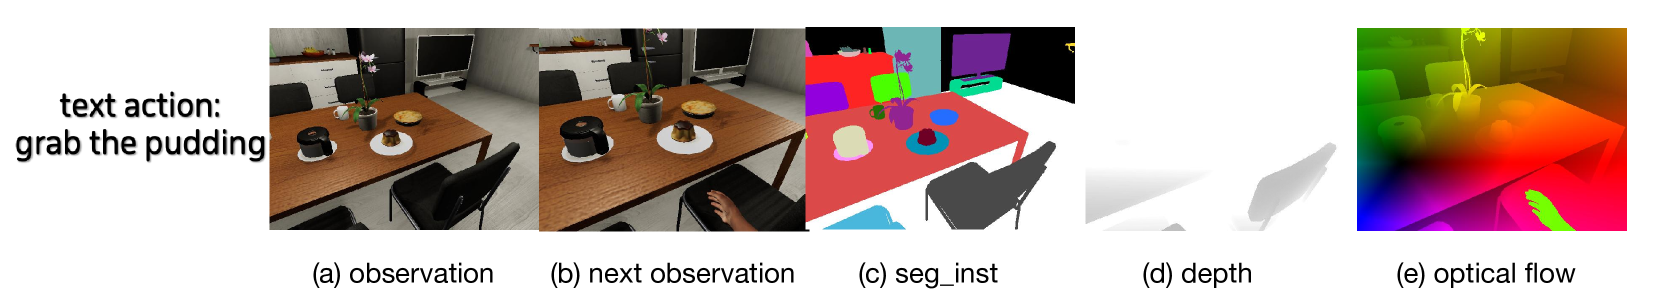 text action:
grab the pudding
(a) observation
(b) next observation
(c) seg_inst
(d) depth
(e) optical flow